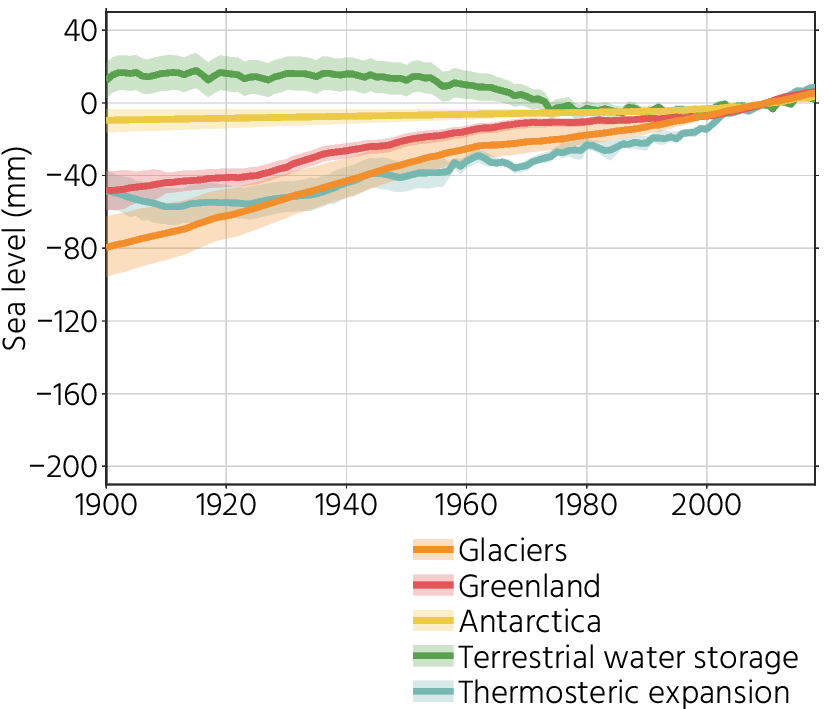 40
0
−40
−80
−120
−160
−200
Sea level (mm)
1900 1920 1940 1960 1980 2000
Glaciers
Greenland
Antarctica
Terrestrial water storage
Thermosteric expansion